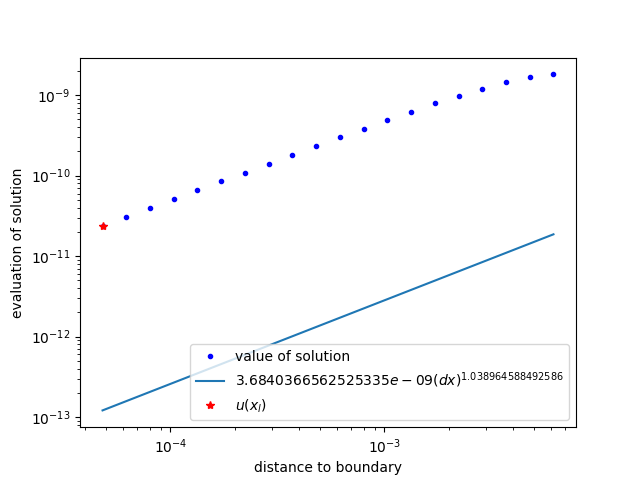 10⁻⁹
10⁻¹⁰
10⁻¹¹
10⁻¹²
10⁻¹³
evaluation of solution
value of solution
3.6840366562525335e − 09(dx)¹·⁰³⁸⁹⁶⁴⁵⁸⁸⁴⁹²⁵⁸⁶
u(xₗ)
10⁻⁴
10⁻³
distance to boundary